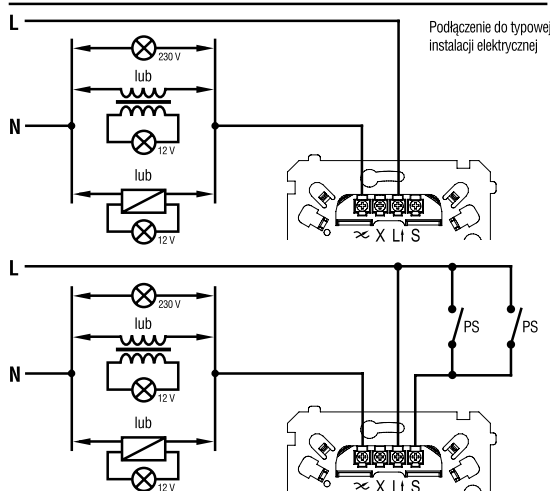 L
Podłączenie do typowej
instalacji elektrycznej
230 V
lub
N
12 V
lub
12 V
X L↑ S
L
230 V
lub
PS PS
N
12 V
lub
12 V
X L↑ S